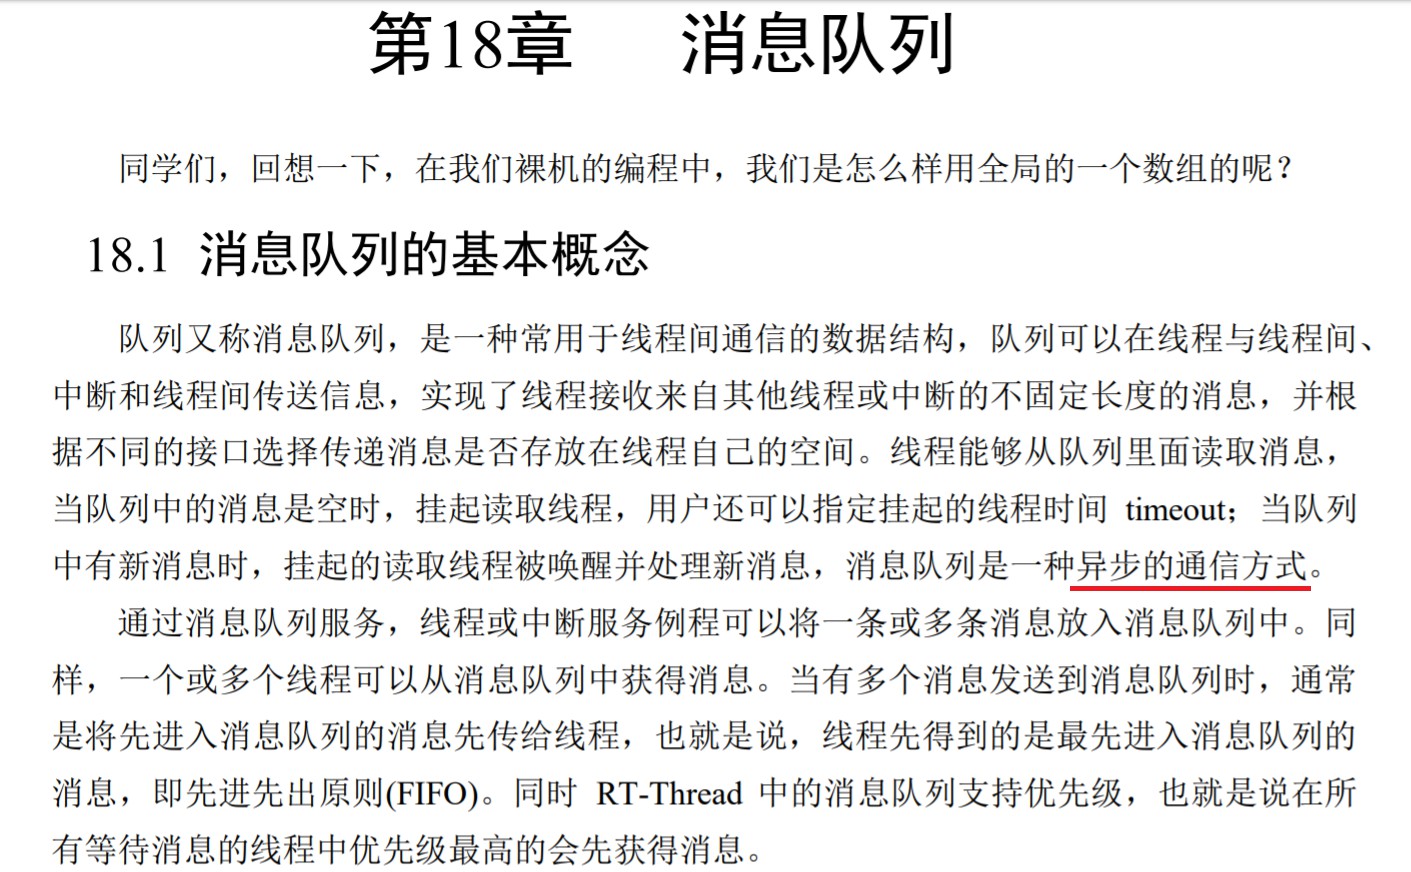 第18章 消息队列
同学们，回想一下，在我们裸机的编程中，我们是怎么样用全局的一个数组的呢？
18.1 消息队列的基本概念
队列又称消息队列，是一种常用于线程间通信的数据结构，队列可以在线程与线程间、
中断和线程间传送信息，实现了线程接收来自其他线程或中断的不固定长度的消息，并根
据不同的接口选择传递消息是否存放在线程自己的空间。线程能够从队列里面读取消息，
当队列中的消息是空时，挂起读取线程，用户还可以指定挂起的线程时间 timeout；当队列
中有新消息时，挂起的读取线程被唤醒并处理新消息，消息队列是一种异步的通信方式。
通过消息队列服务，线程或中断服务例程可以将一条或多条消息放入消息队列中。同
样，一个或多个线程可以从消息队列中获得消息。当有多个消息发送到消息队列时，通常
是将先进入消息队列的消息先传给线程，也就是说，线程先得到的是最先进入消息队列的
消息，即先进先出原则(FIFO)。同时 RT-Thread 中的消息队列支持优先级，也就是说在所
有等待消息的线程中优先级最高的会先获得消息。